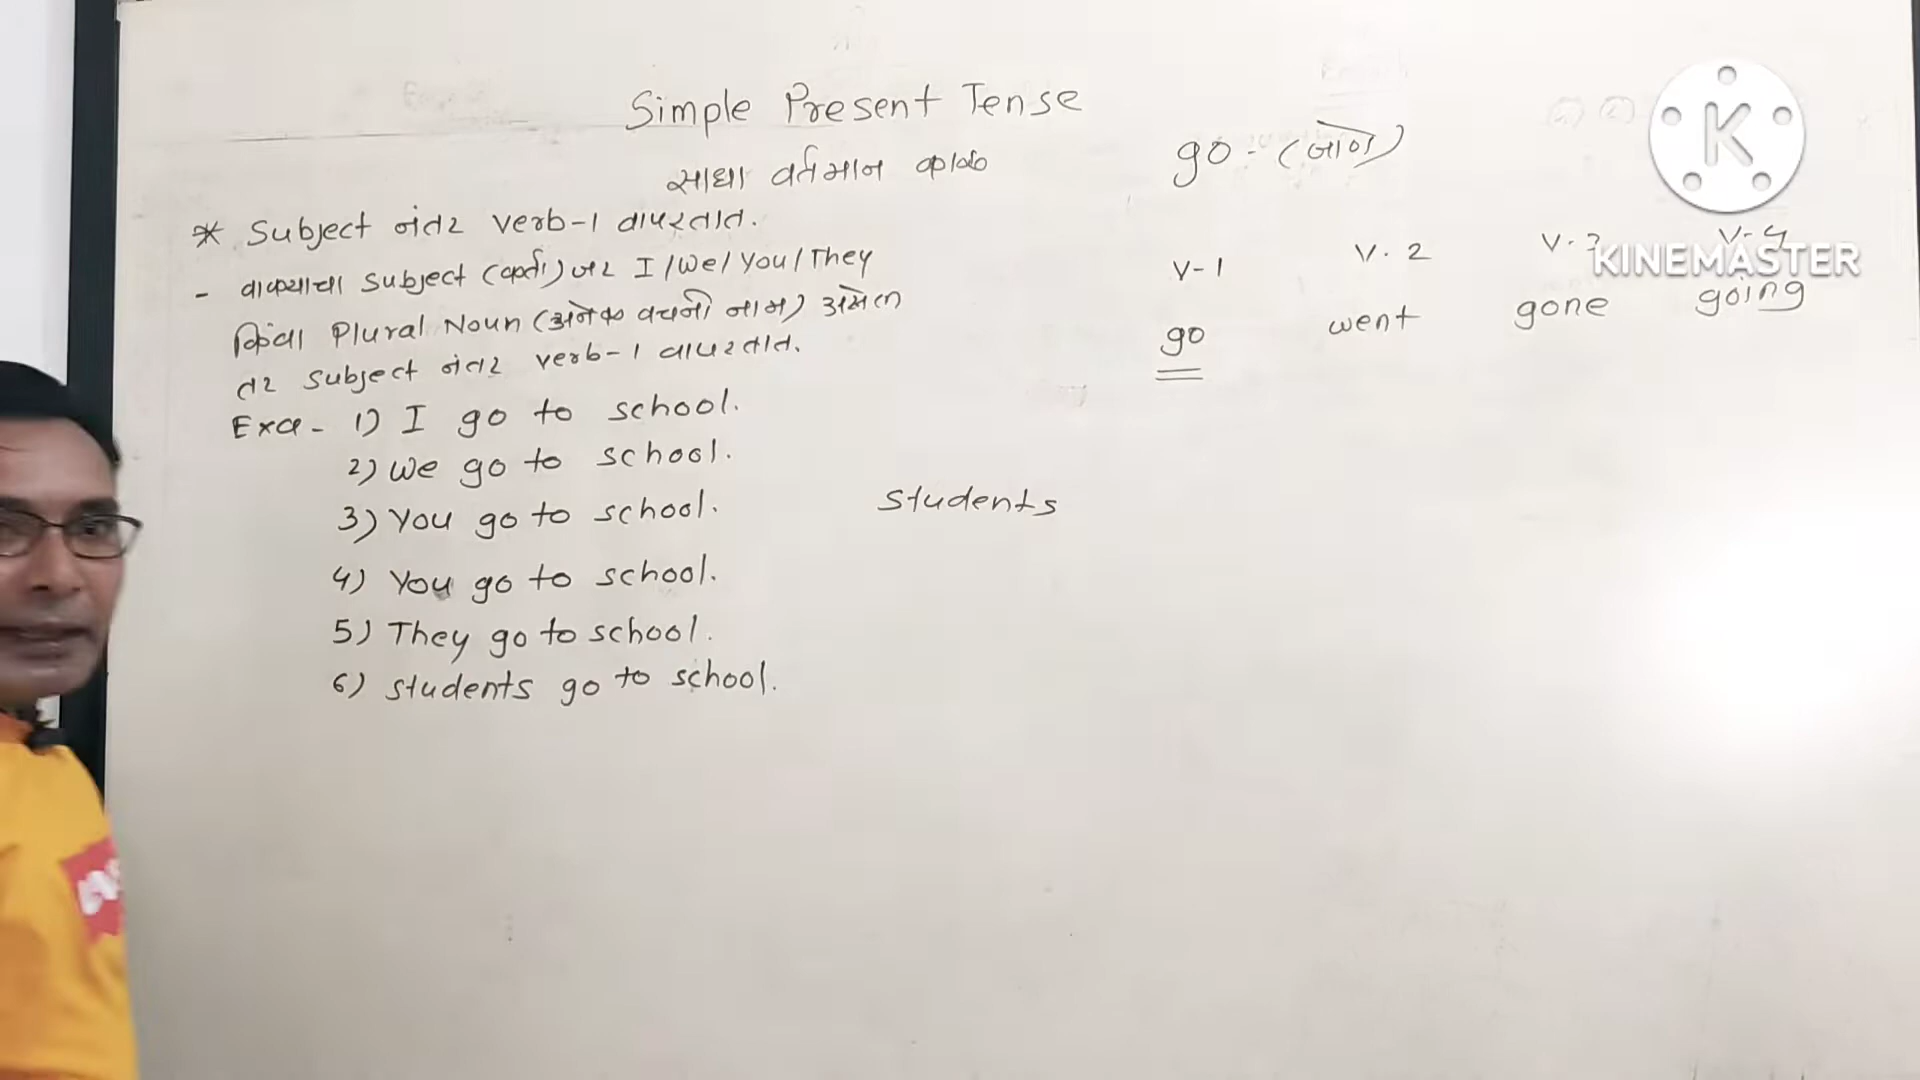 Simple Present Tense
साधा वर्तमान काळ
* Subject नंतर verb-1 वापरतात.
- वाक्याचा subject (कर्ता) जर I/We/You/They
किंवा Plural Noun (अनेक वचनी नाम) असेल
तर subject नंतर verb-1 वापरतात.
Exa- 1) I go to school.
2) We go to school.
3) You go to school.
4) You go to school.
5) They go to school.
6) students go to school.
students
go - (जाणे)
V-1 V.2 V.3 V-4
go went gone going
K
KINEMASTER